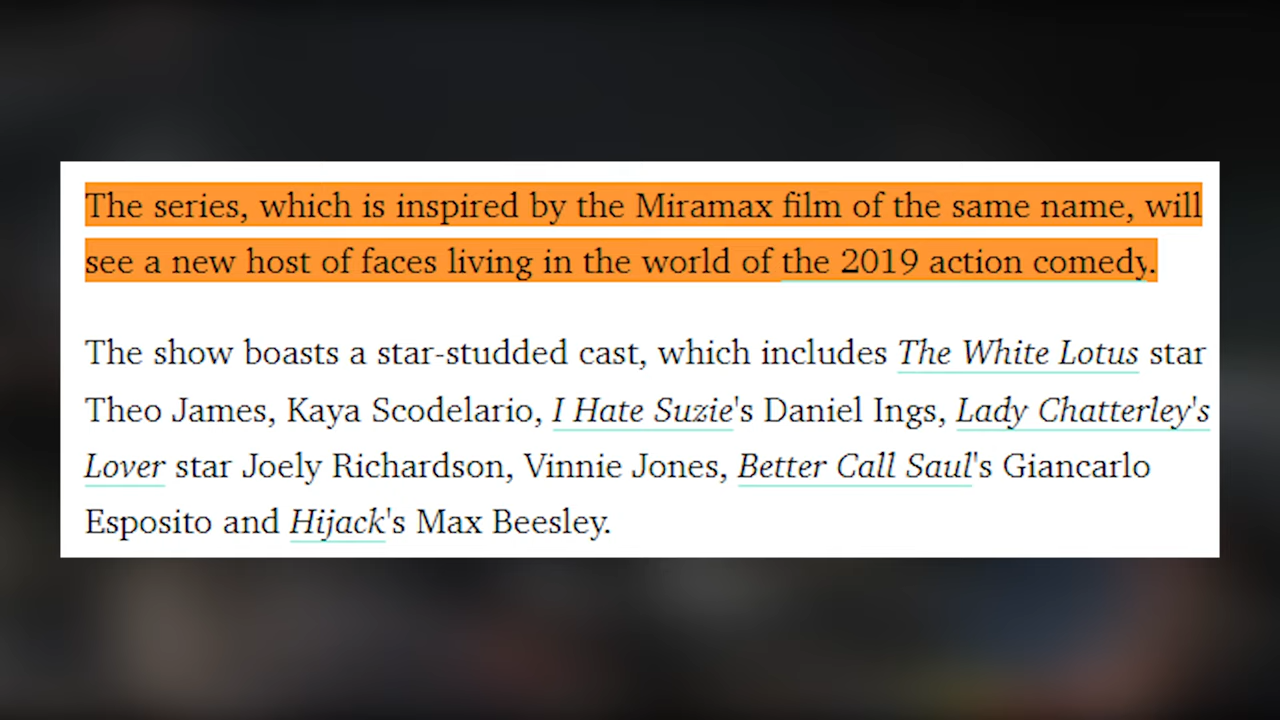 The series, which is inspired by the Miramax film of the same name, will
see a new host of faces living in the world of the 2019 action comedy.
The show boasts a star-studded cast, which includes The White Lotus star
Theo James, Kaya Scodelario, I Hate Suzie's Daniel Ings, Lady Chatterley's
Lover star Joely Richardson, Vinnie Jones, Better Call Saul's Giancarlo
Esposito and Hijack's Max Beesley.